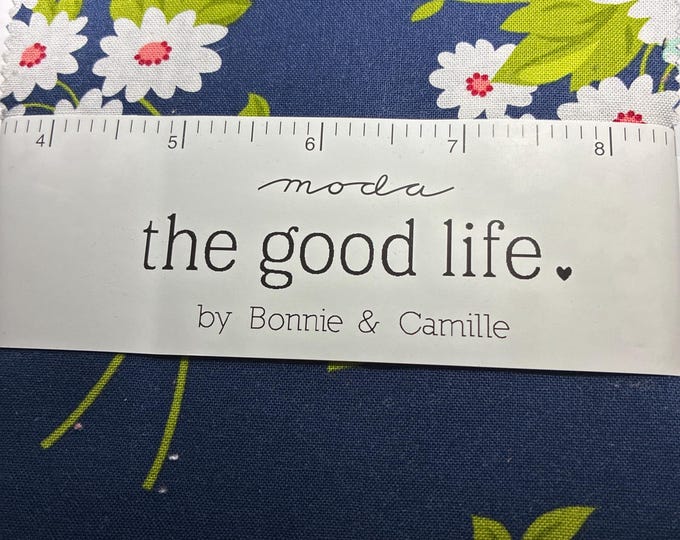 4 5 6 7 8
moda
the good life.
by Bonnie & Camille